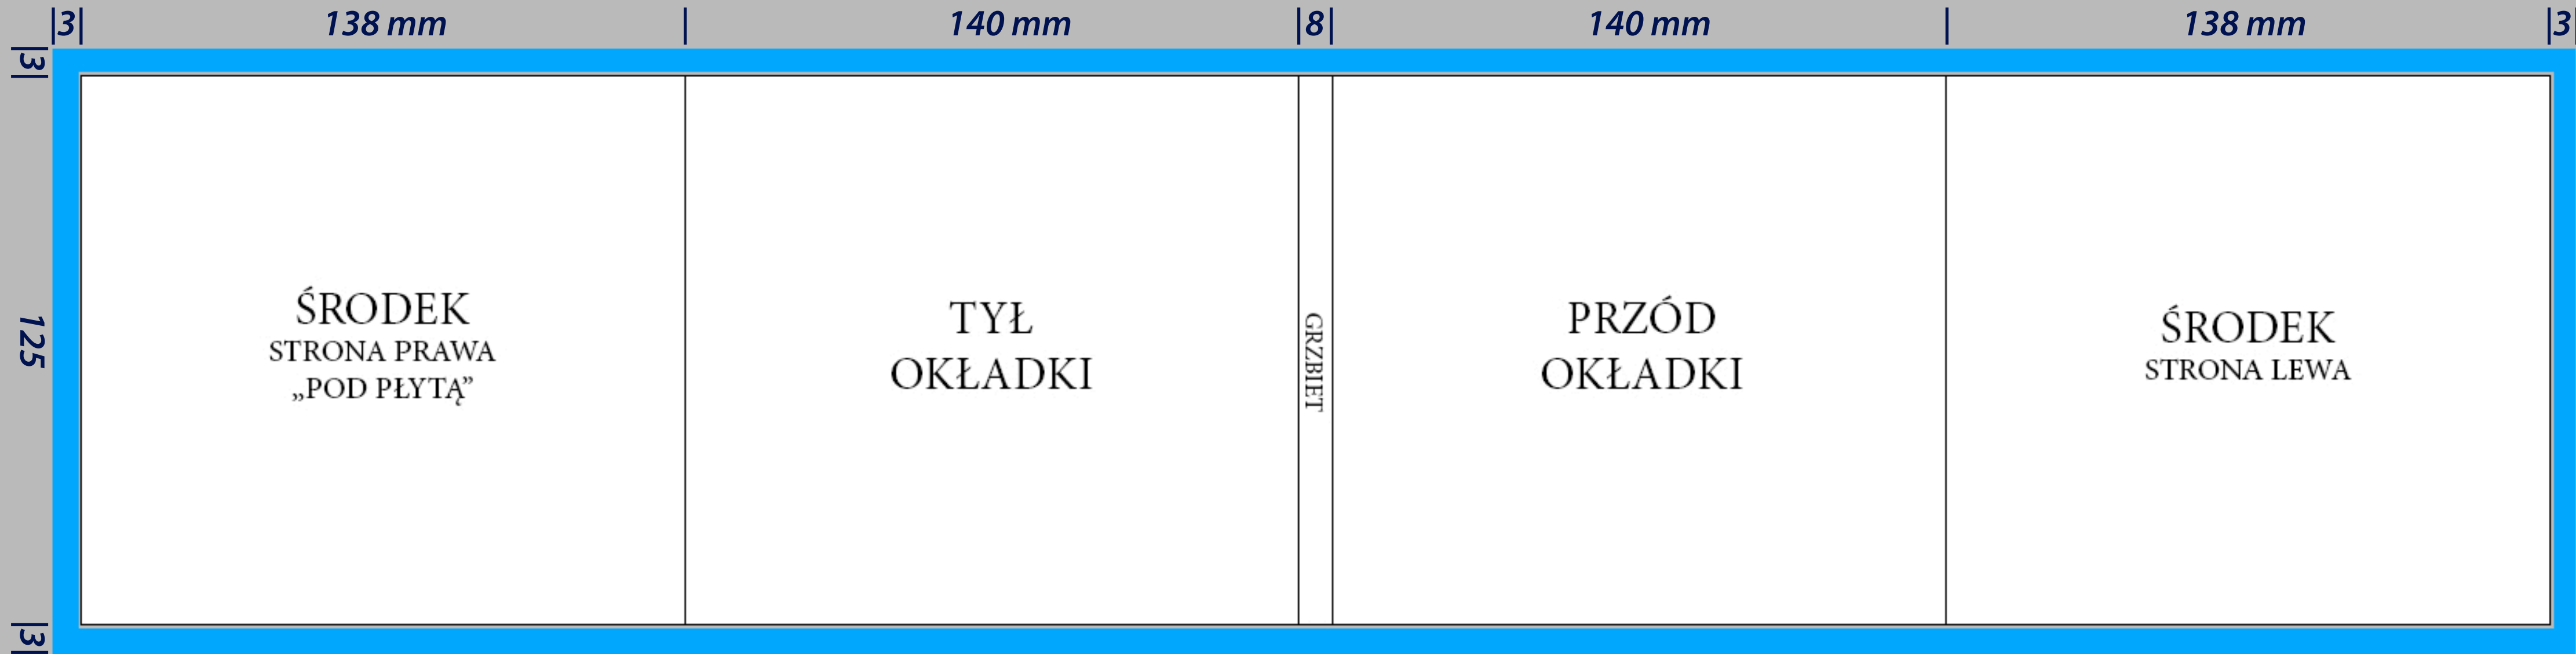 |3| 138 mm | 140 mm |8| 140 mm | 138 mm |3
|3|
125
|3|
ŚRODEK
STRONA PRAWA
„POD PŁYTĄ”
TYŁ
OKŁADKI
GRZBIET
PRZÓD
OKŁADKI
ŚRODEK
STRONA LEWA